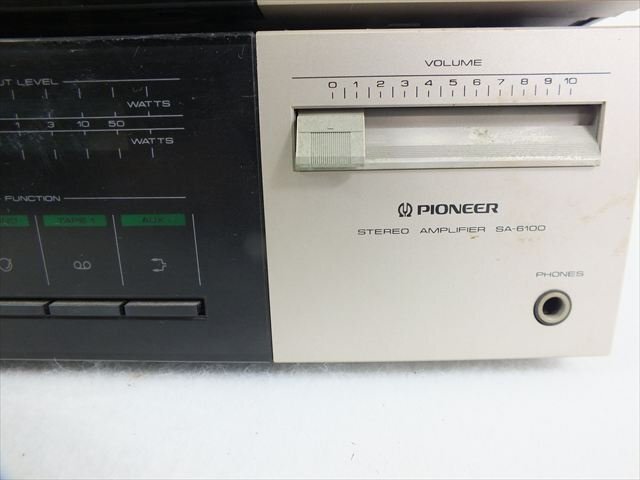 UT LEVEL
WATTS
1 3 10 50
WATTS
FUNCTION
TAPE 1 AUX
VOLUME
0 1 2 3 4 5 6 7 8 9 10
PIONEER
STEREO AMPLIFIER SA-6100
PHONES